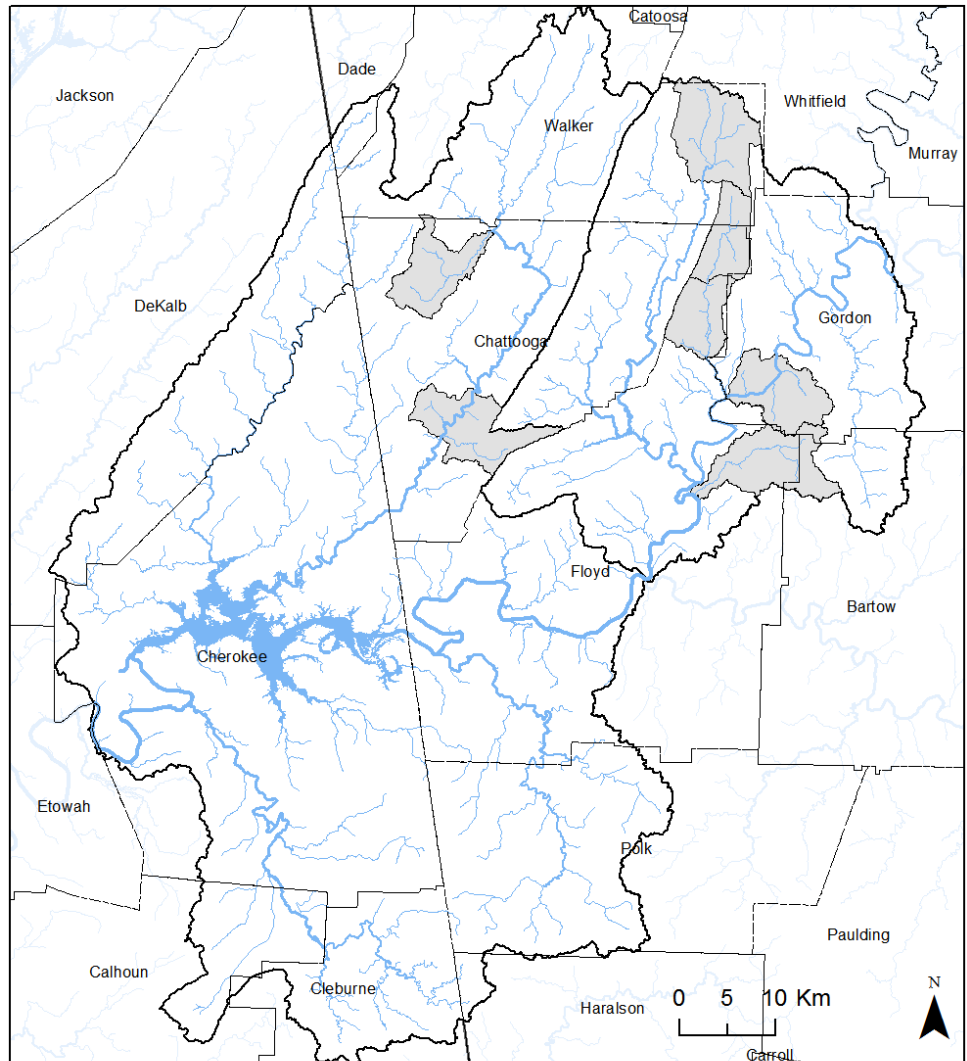 Catoosa
Dade
Jackson
Whitfield
Walker
Murray
DeKalb
Gordon
Chattooga
Floyd
Bartow
Cherokee
Etowah
Polk
Paulding
Calhoun
Cleburne
Haralson
0 5 10 Km
N
Carroll